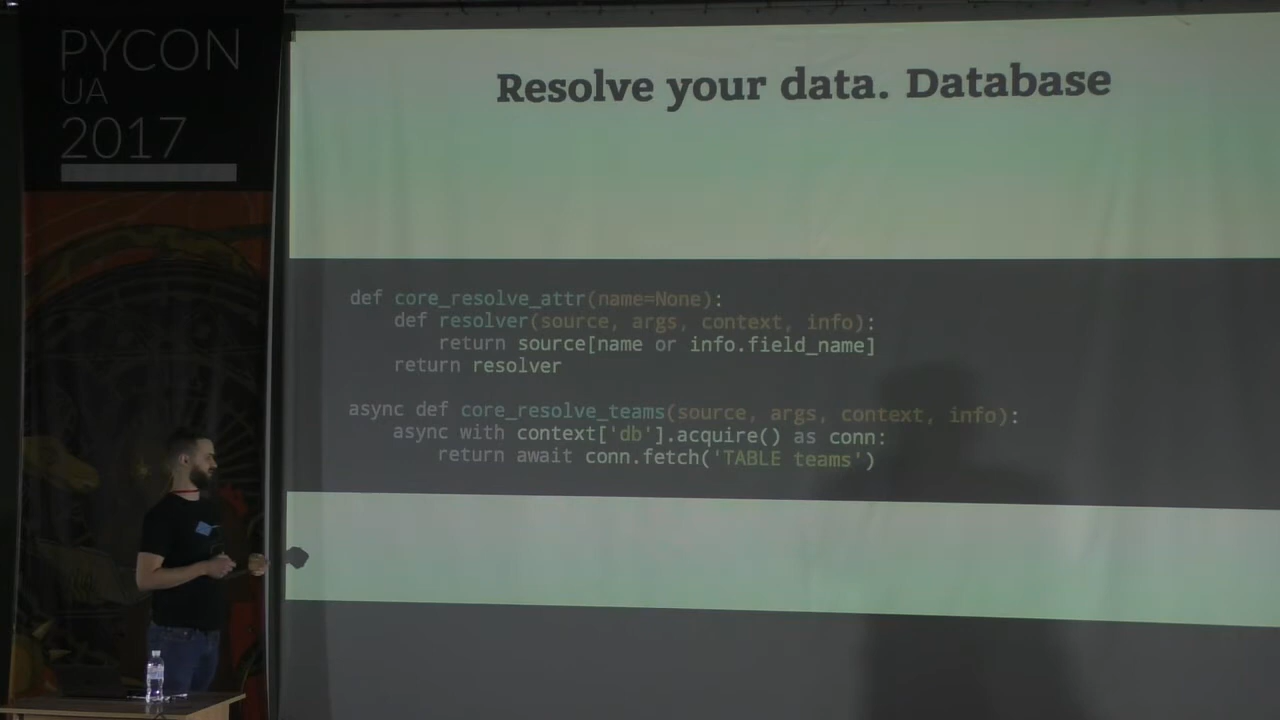 PYCON
UA
2017
Resolve your data. Database
def core_resolve_attr(name=None):
    def resolver(source, args, context, info):
        return source[name or info.field_name]
    return resolver
async def core_resolve_teams(source, args, context, info):
    async with context['db'].acquire() as conn:
        return await conn.fetch('TABLE teams')